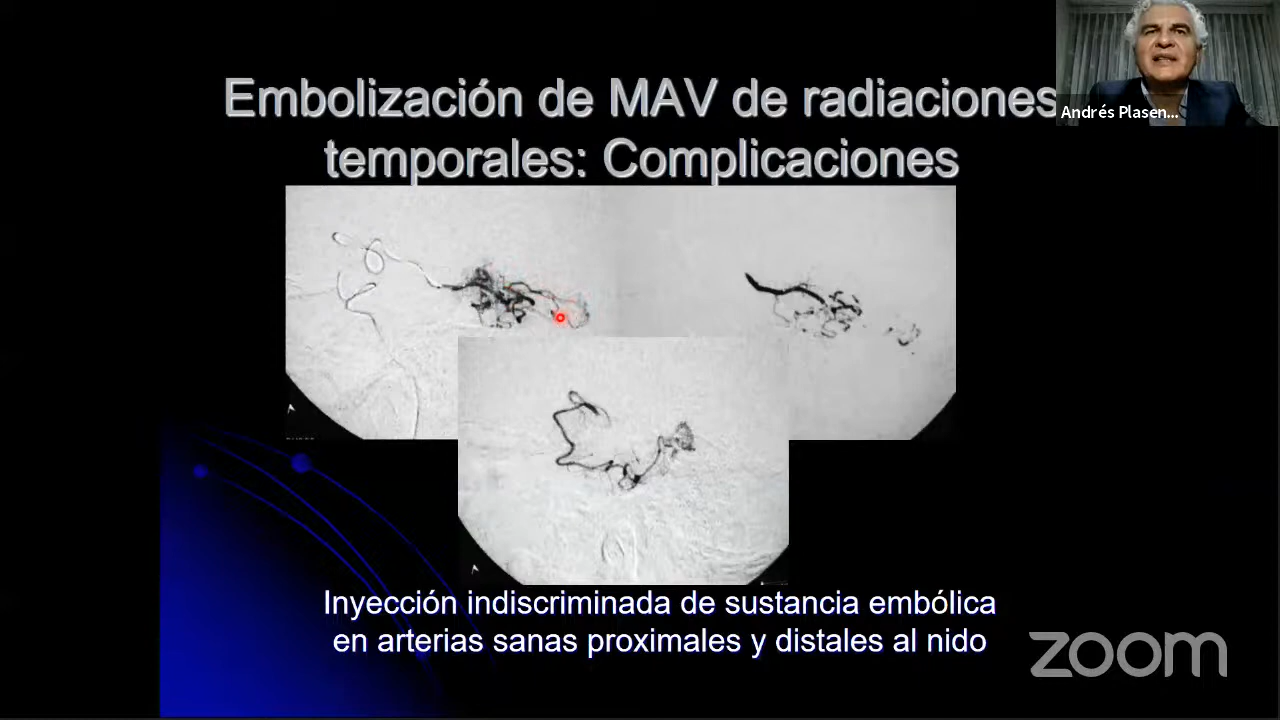 Embolización de MAV de radiaciones
temporales: Complicaciones
Andrés Plasen...
Inyección indiscriminada de sustancia embólica
en arterias sanas proximales y distales al nido
zoom